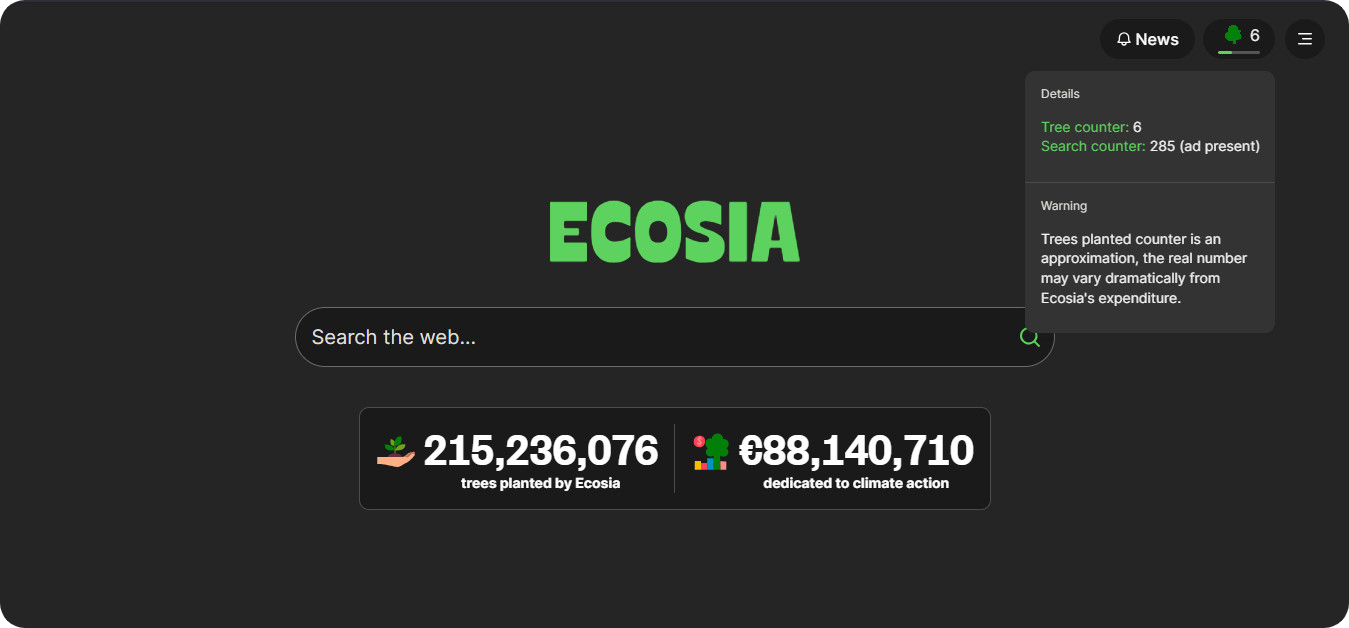 News
6
Details
Tree counter: 6
Search counter: 285 (ad present)
Warning
Trees planted counter is an
approximation, the real number
may vary dramatically from
Ecosia's expenditure.
ECOSIA
Search the web...
215,236,076
trees planted by Ecosia
€88,140,710
dedicated to climate action